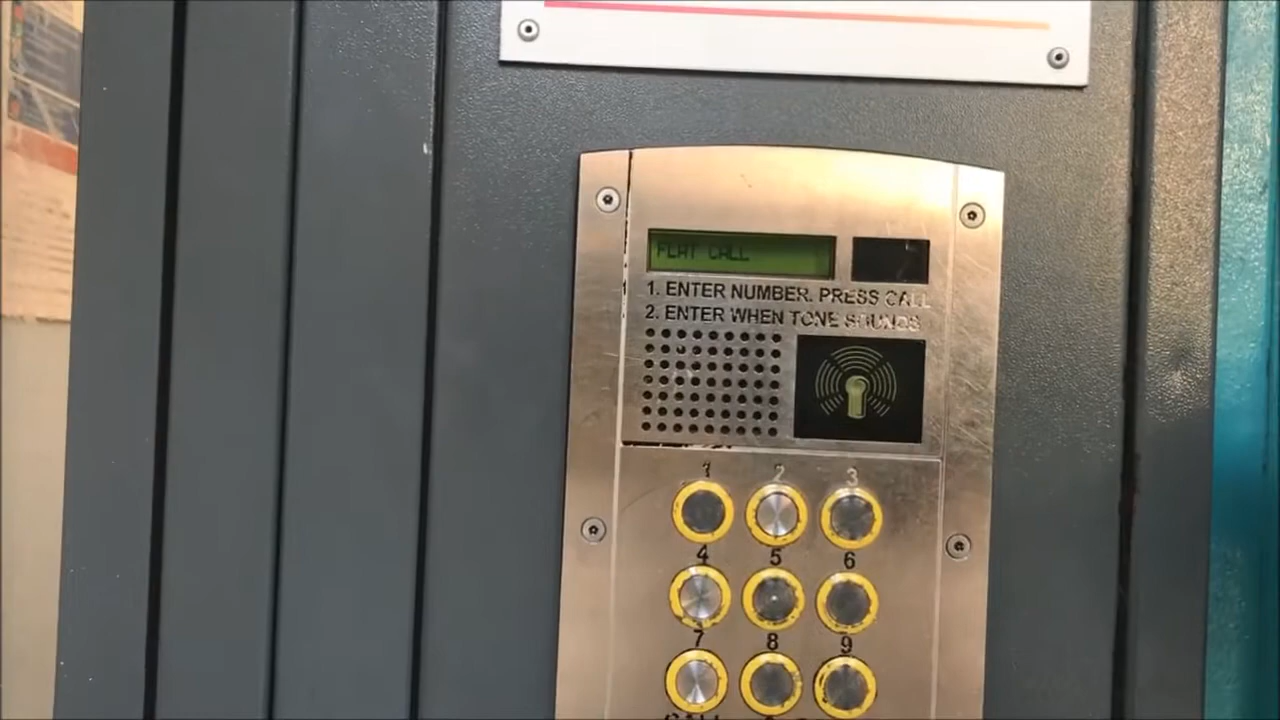 FLAT CALL
1. ENTER NUMBER. PRESS CALL
2. ENTER WHEN TONE SOUNDS
1 2 3
4 5 6
7 8 9